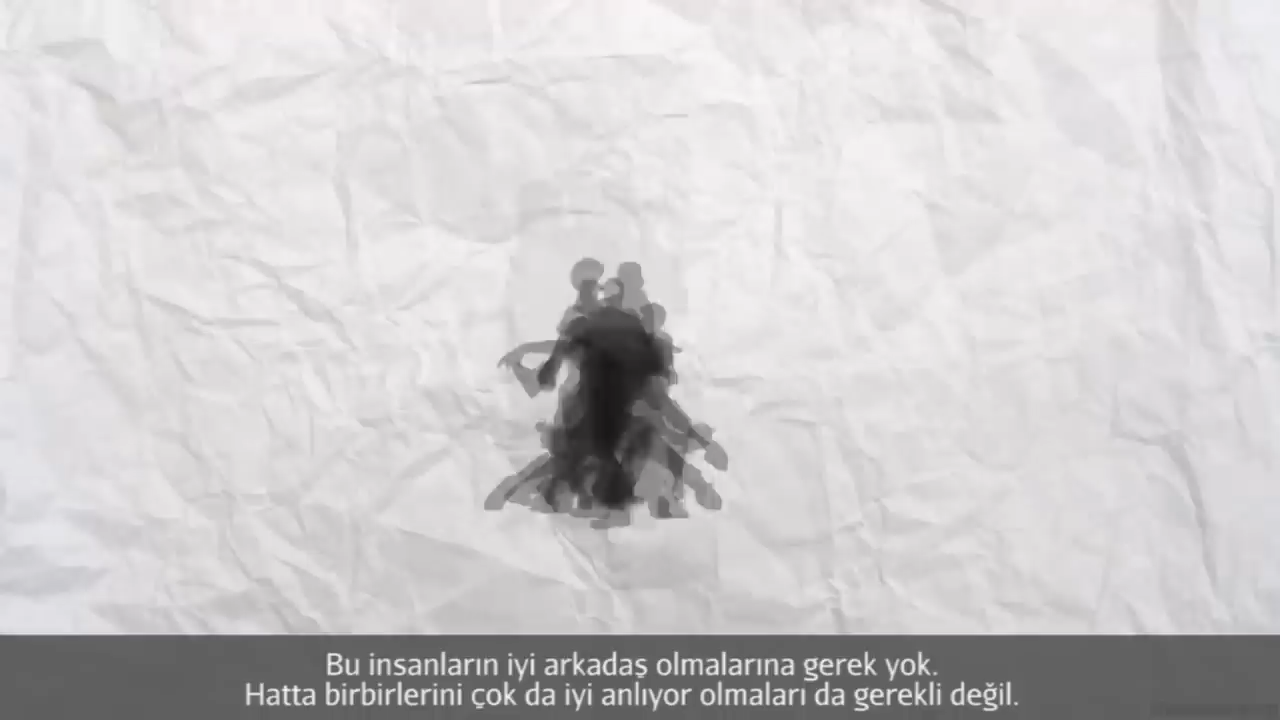 Bu insanların iyi arkadaş olmalarına gerek yok.
Hatta birbirlerini çok da iyi anlıyor olmaları da gerekli değil.